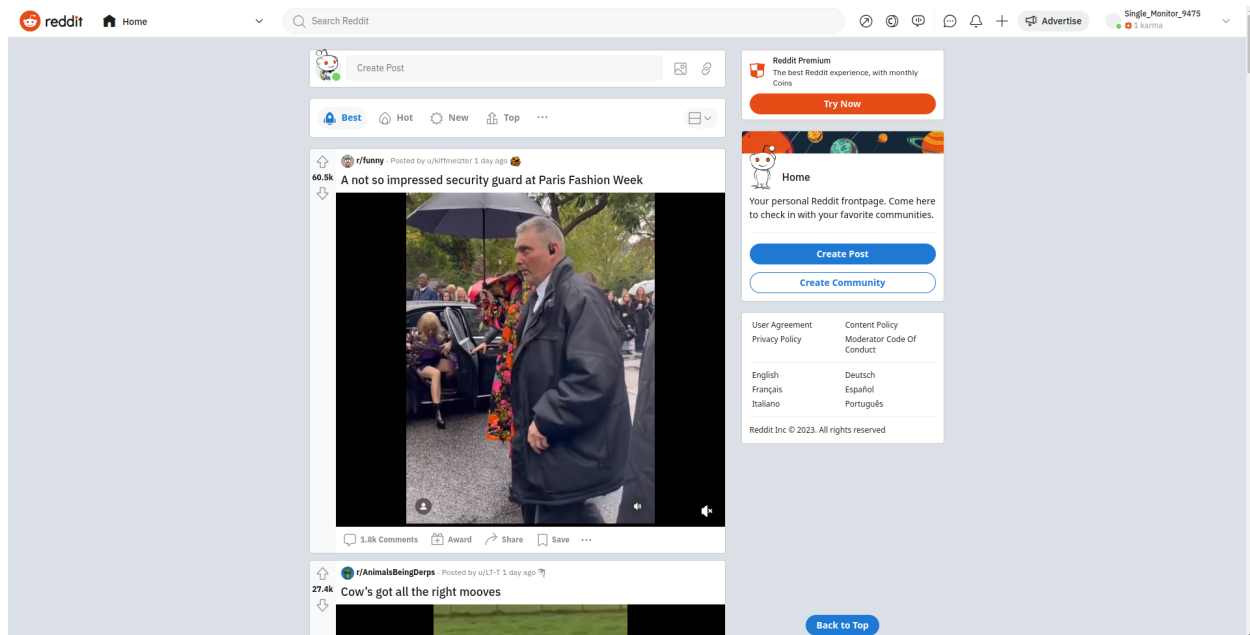 reddit
Home
Search Reddit
Advertise
Single_Monitor_9475
1 karma
Create Post
Best
Hot
New
Top
r/funny · Posted by u/kiffmeizter 1 day ago
60.5k
A not so impressed security guard at Paris Fashion Week
1.8k Comments
Award
Share
Save
r/AnimalsBeingDerps · Posted by u/LT-T 1 day ago
27.4k
Cow's got all the right mooves
Reddit Premium
The best Reddit experience, with monthly
Coins
Try Now
Home
Your personal Reddit frontpage. Come here
to check in with your favorite communities.
Create Post
Create Community
User Agreement
Content Policy
Privacy Policy
Moderator Code Of
Conduct
English
Deutsch
Français
Español
Italiano
Português
Reddit Inc © 2023. All rights reserved
Back to Top